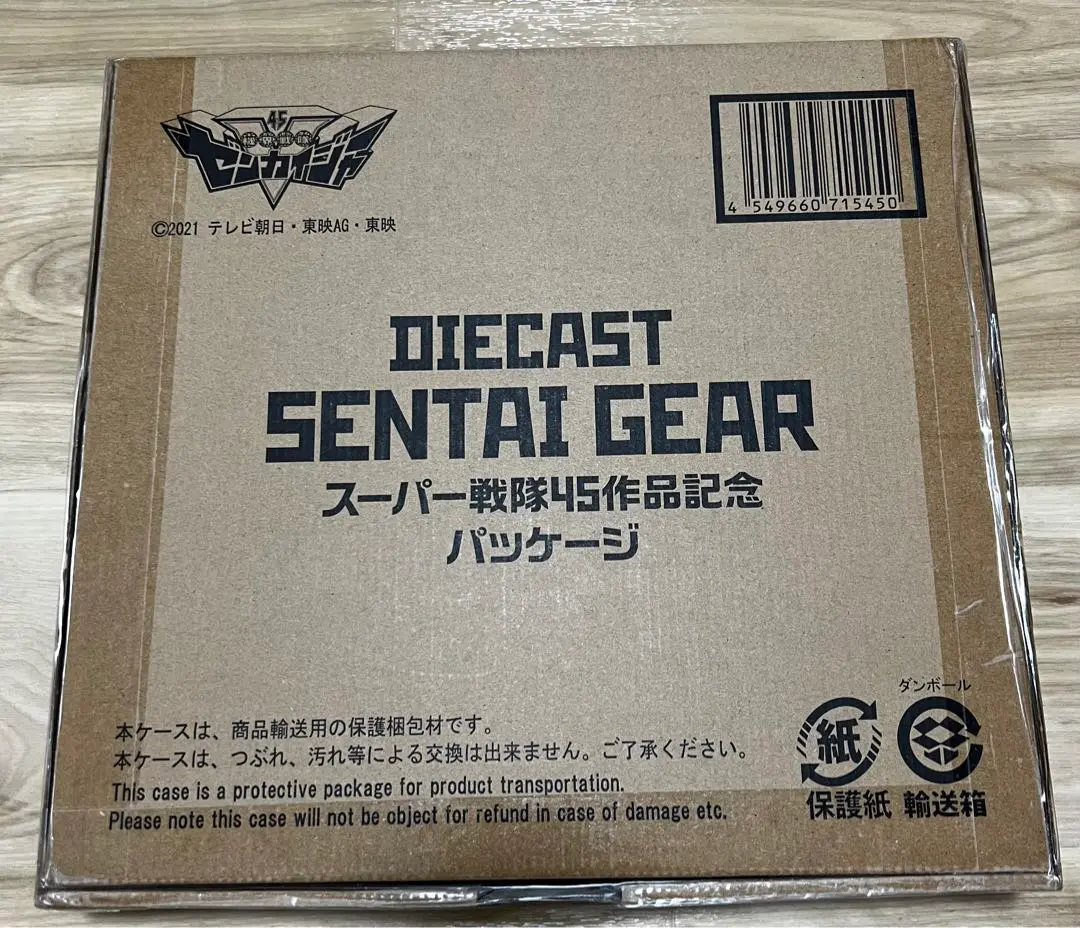 45
機界戦隊
ゼンカイジャー
©2021 テレビ朝日・東映AG・東映
4 549660 715450
DIECAST
SENTAI GEAR
スーパー戦隊45作品記念
パッケージ
本ケースは、商品輸送用の保護梱包材です。
本ケースは、つぶれ、汚れ等による交換は出来ません。ご了承ください。
This case is a protective package for product transportation.
Please note this case will not be object for refund in case of damage etc.
紙
保護紙
ダンボール
輸送箱